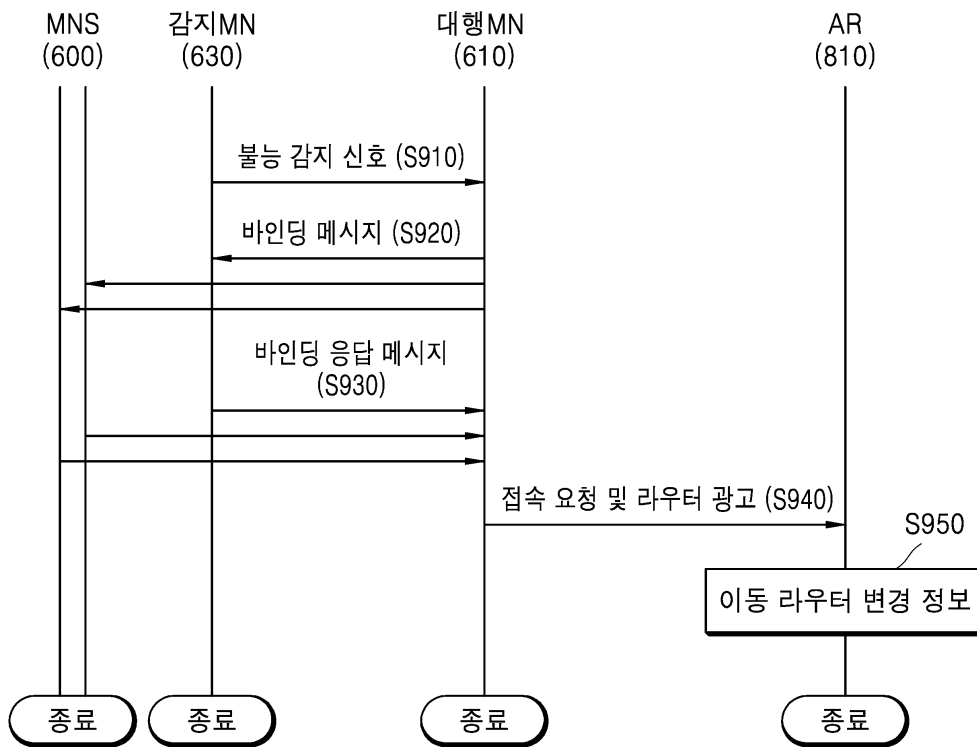 MNS
(600)
감지MN
(630)
대행MN
(610)
AR
(810)
불능 감지 신호 (S910)
바인딩 메시지 (S920)
바인딩 응답 메시지
(S930)
접속 요청 및 라우터 광고 (S940)
S950
이동 라우터 변경 정보
종료
종료
종료
종료